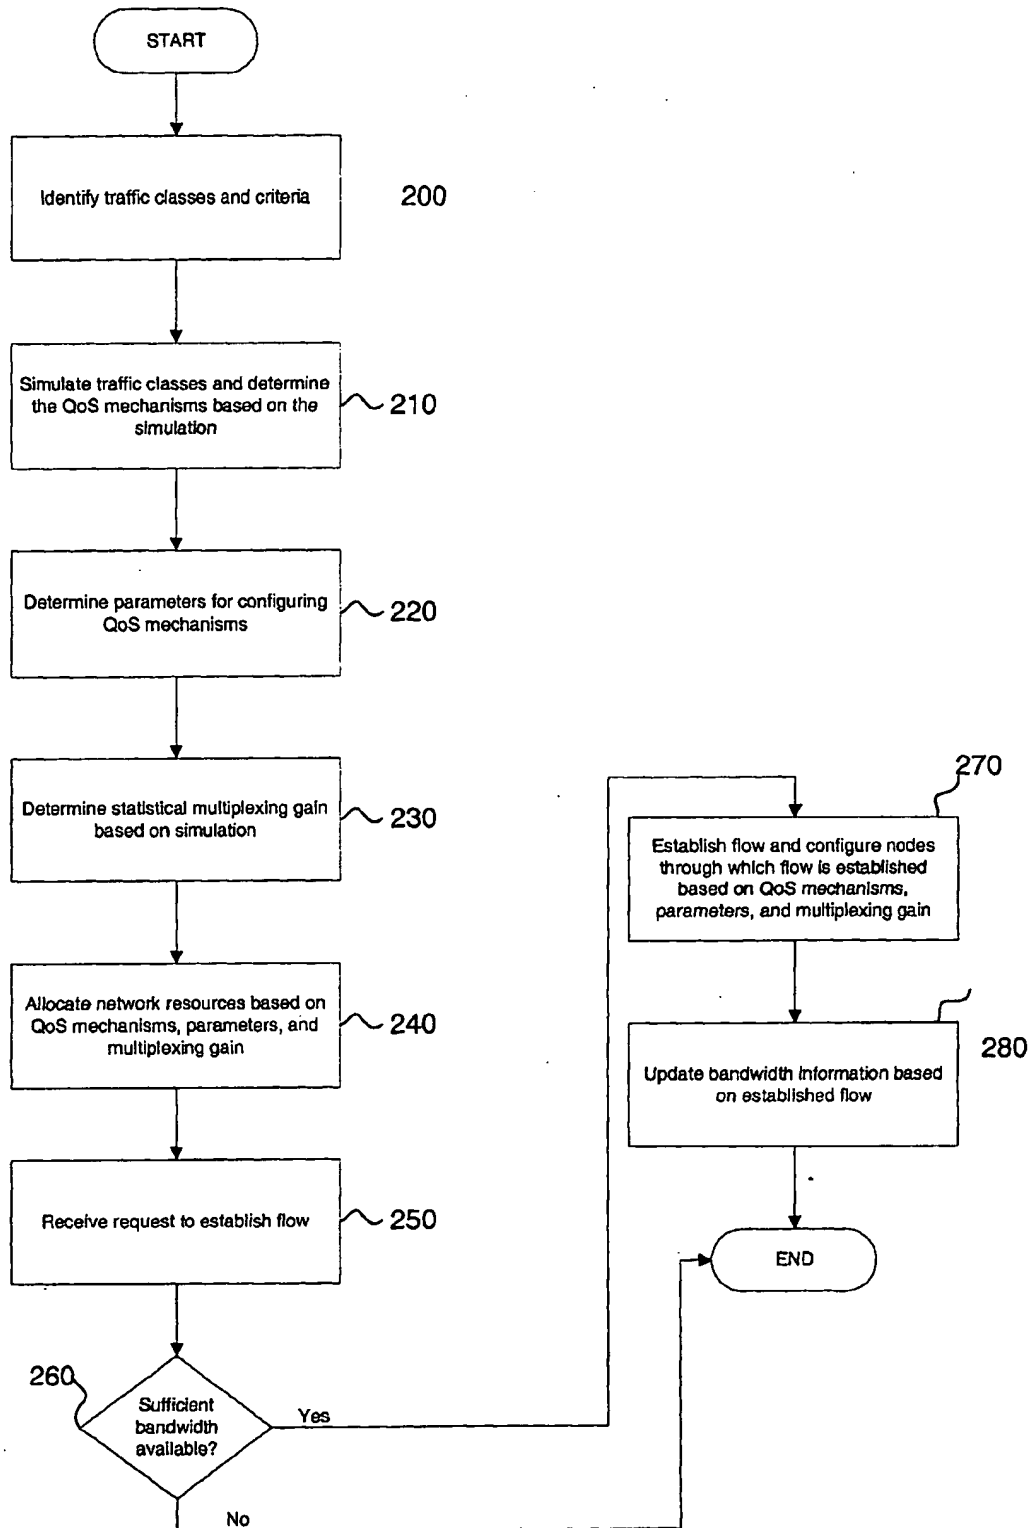 START
Identify traffic classes and criteria
200
Simulate traffic classes and determine
the QoS mechanisms based on the
simulation
210
Determine parameters for configuring
QoS mechanisms
220
Determine statistical multiplexing gain
based on simulation
230
Allocate network resources based on
QoS mechanisms, parameters, and
multiplexing gain
240
Receive request to establish flow
250
260
Sufficient
bandwidth
available?
Yes
No
270
Establish flow and configure nodes
through which flow is established
based on QoS mechanisms,
parameters, and multiplexing gain
280
Update bandwidth information based
on established flow
END